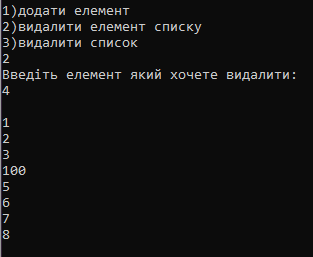 1)додати елемент
2)видалити елемент списку
3)видалити список
2
Введіть елемент який хочете видалити:
4
1
2
3
100
5
6
7
8